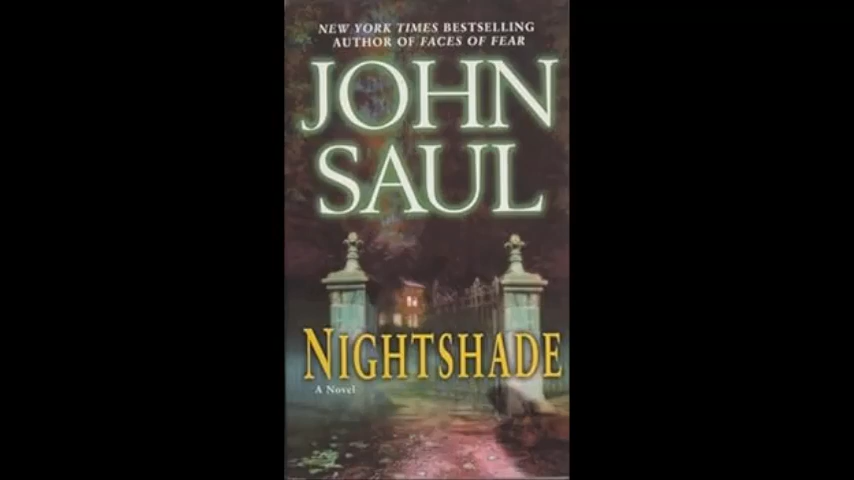 NEW YORK TIMES BESTSELLING
AUTHOR OF FACES OF FEAR
JOHN
SAUL
NIGHTSHADE
A Novel